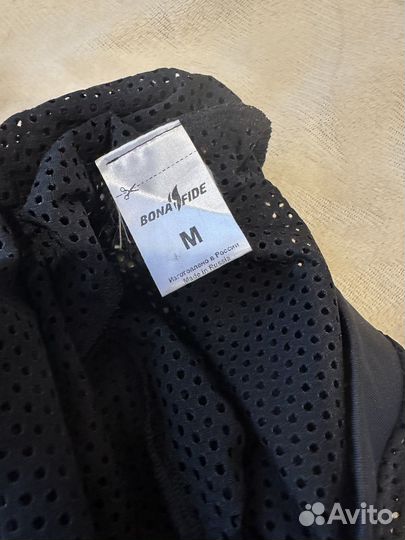 BONA FIDE
M
Изготовлено в России
Made in Russia
Avito